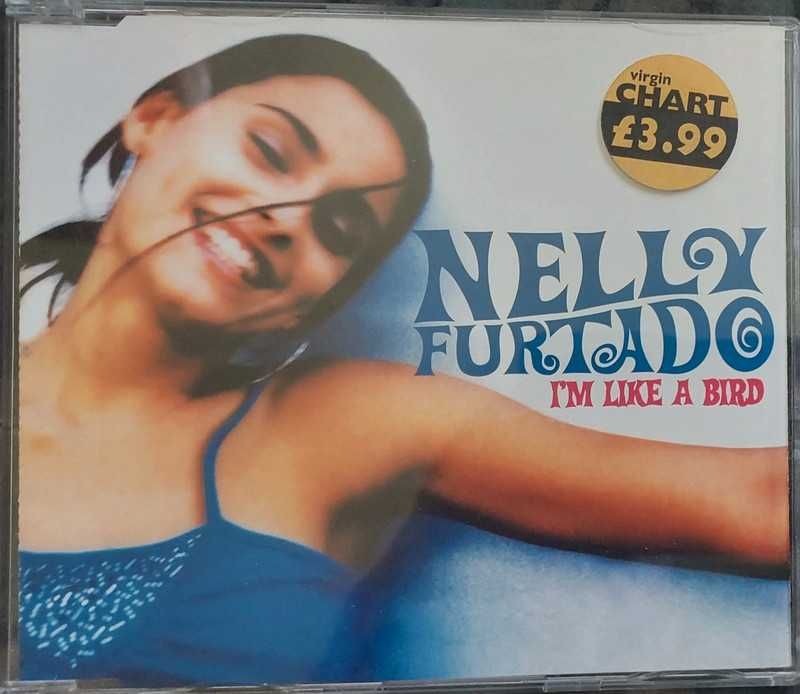 virgin
CHART
£3.99
NELLY
FURTADO
I'M LIKE A BIRD